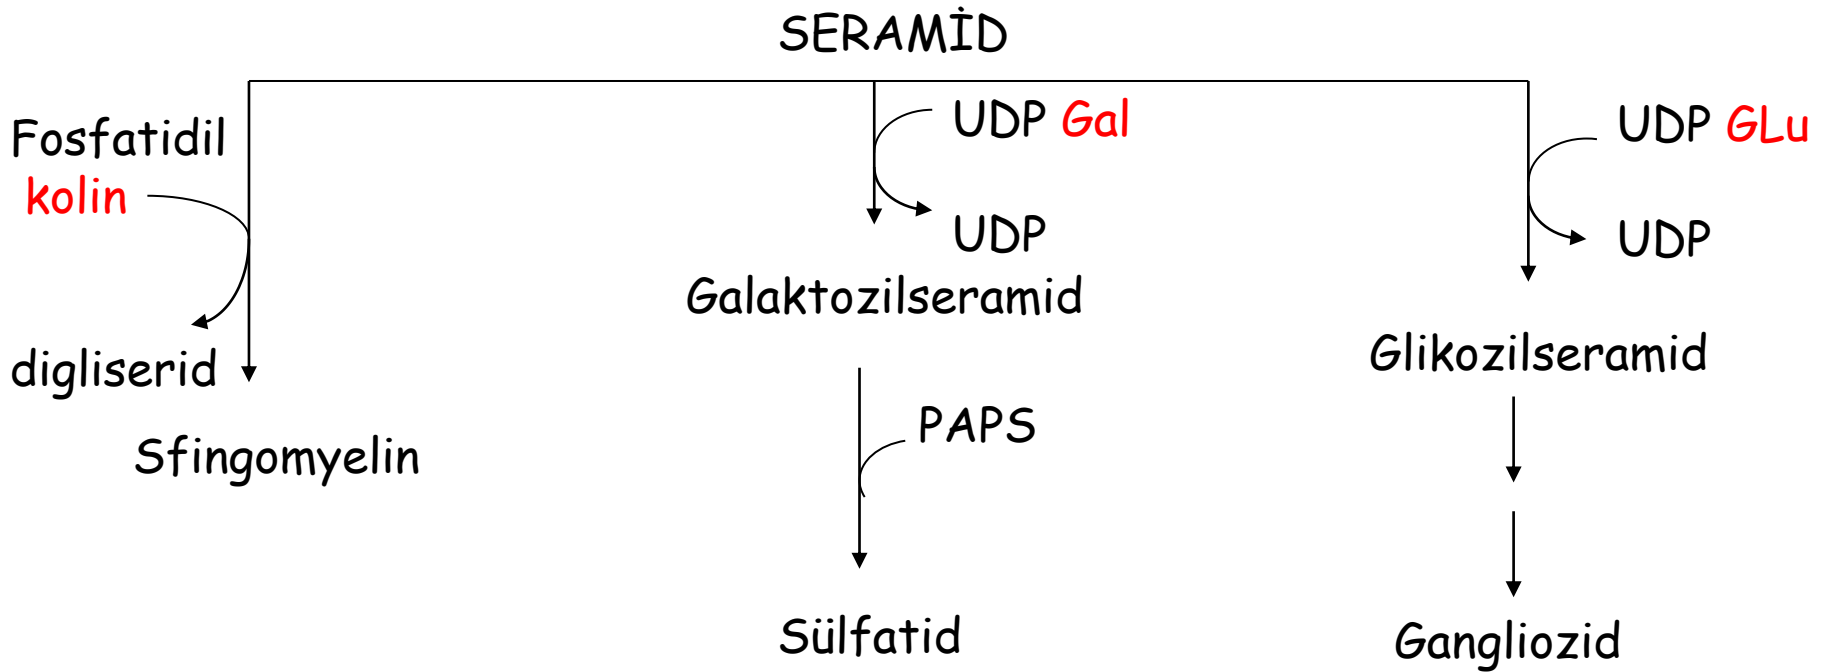 SERAMİD
Fosfatidil
kolin
digliserid
Sfingomyelin
UDP Gal
UDP
Galaktozilseramid
PAPS
Sülfatid
UDP GLu
UDP
Glikozilseramid
Gangliozid